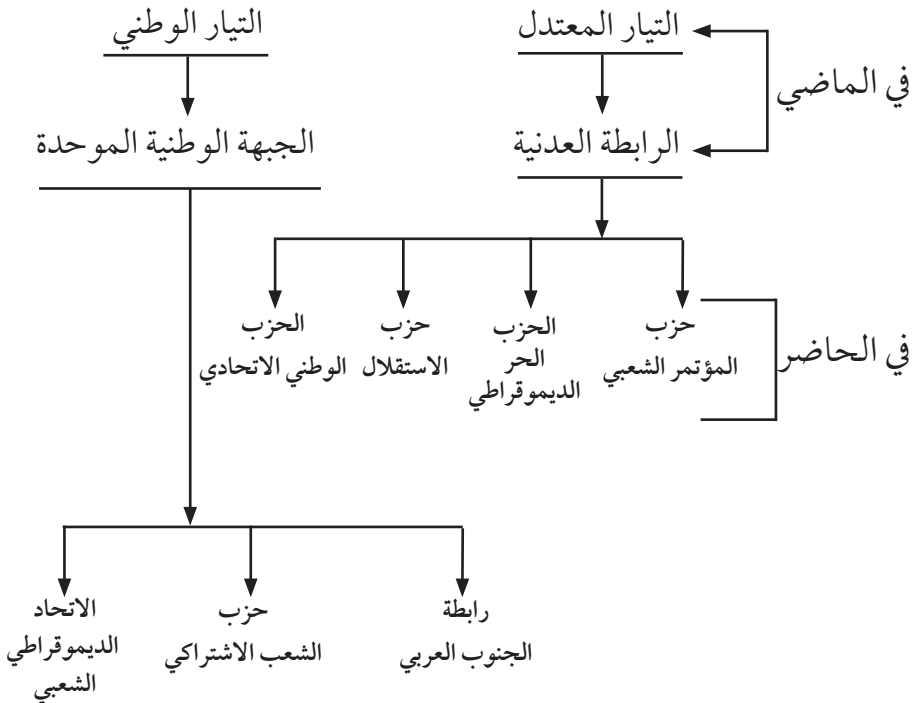 في الماضي
التيار المعتدل
التيار الوطني
الرابطة العدنية
الجبهة الوطنية الموحدة
في الحاضر
حزب
المؤتمر الشعبي
الحزب
الحر
الديموقراطي
حزب
الاستقلال
الحزب
الوطني الاتحادي
رابطة
الجنوب العربي
حزب
الشعب الاشتراكي
الاتحاد
الديموقراطي
الشعبي